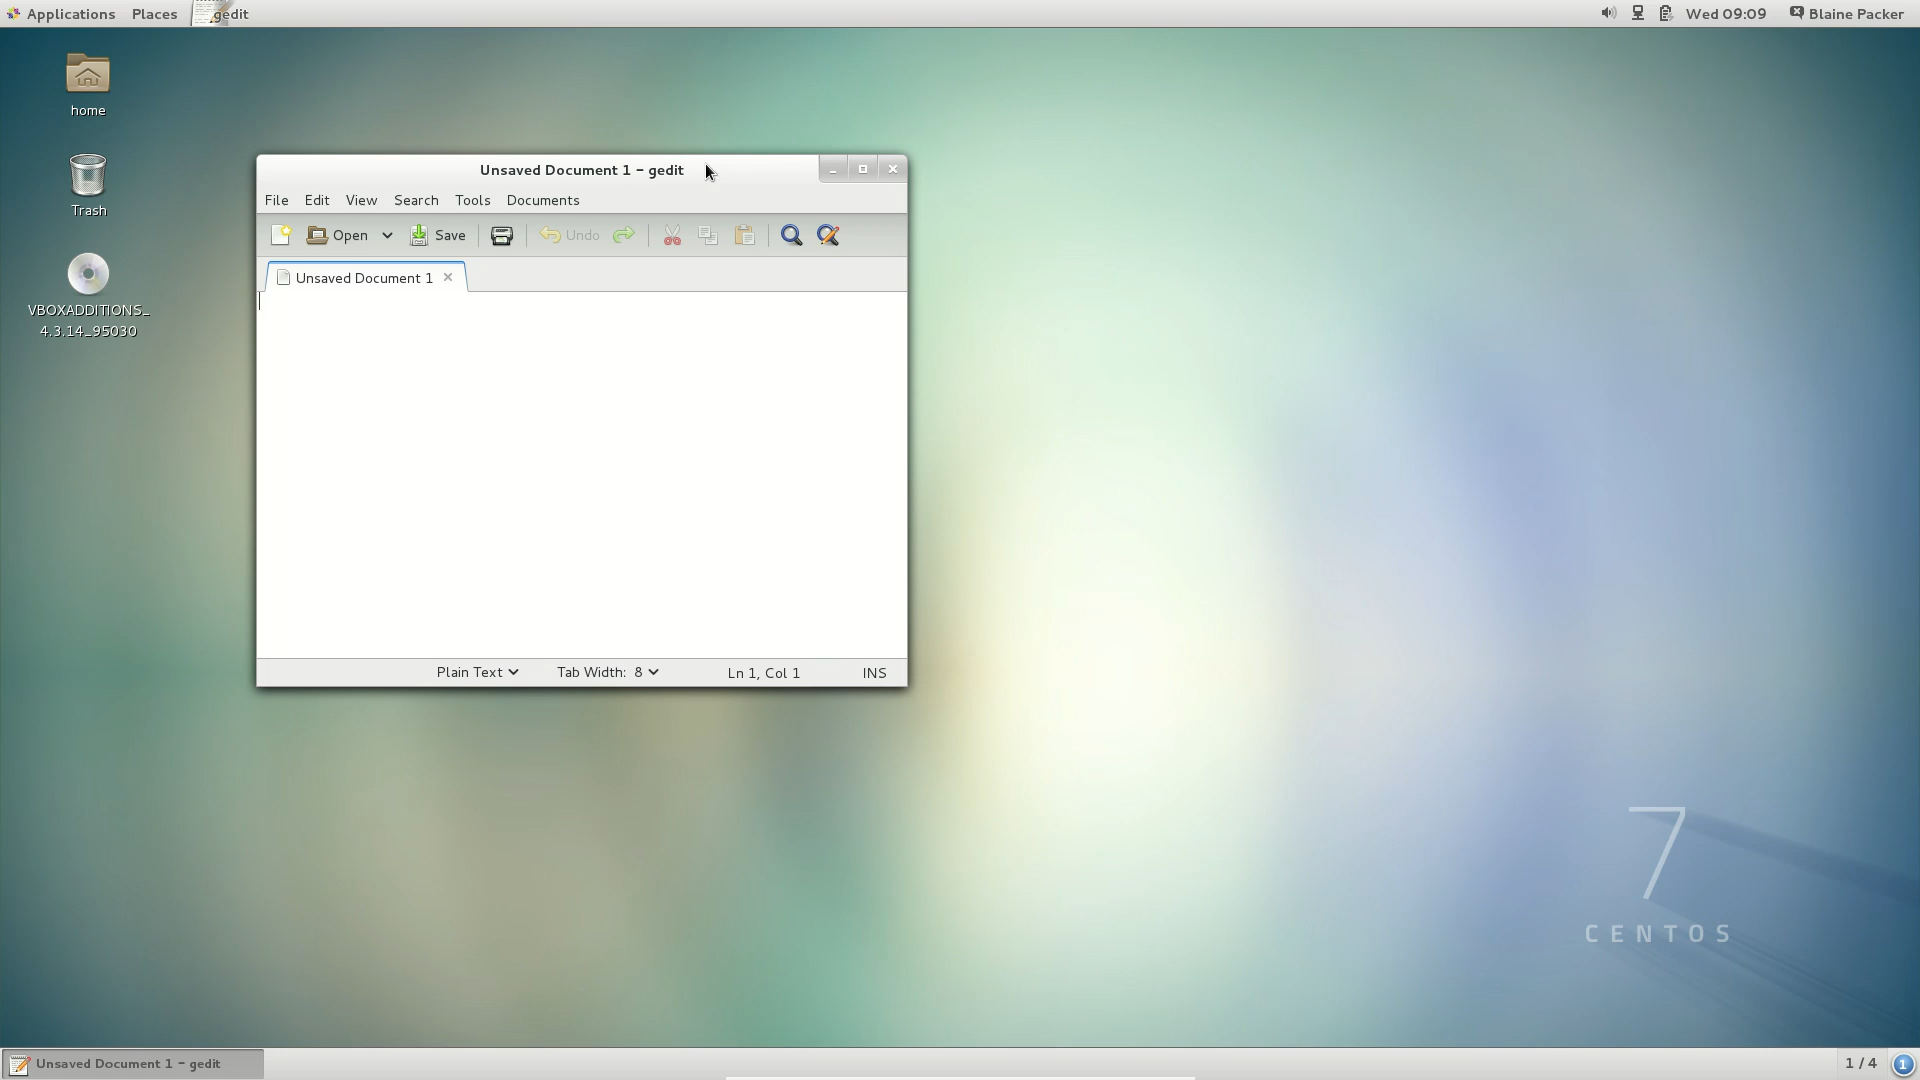 Applications Places gedit Wed 09:09 Blaine Packer
home
Trash
VBOXADDITIONS_
4.3.14_95030
Unsaved Document 1 - gedit
File Edit View Search Tools Documents
Open Save Undo
Unsaved Document 1
Plain Text Tab Width: 8 Ln 1, Col 1 INS
7
CENTOS
Unsaved Document 1 - gedit 1 / 4 1